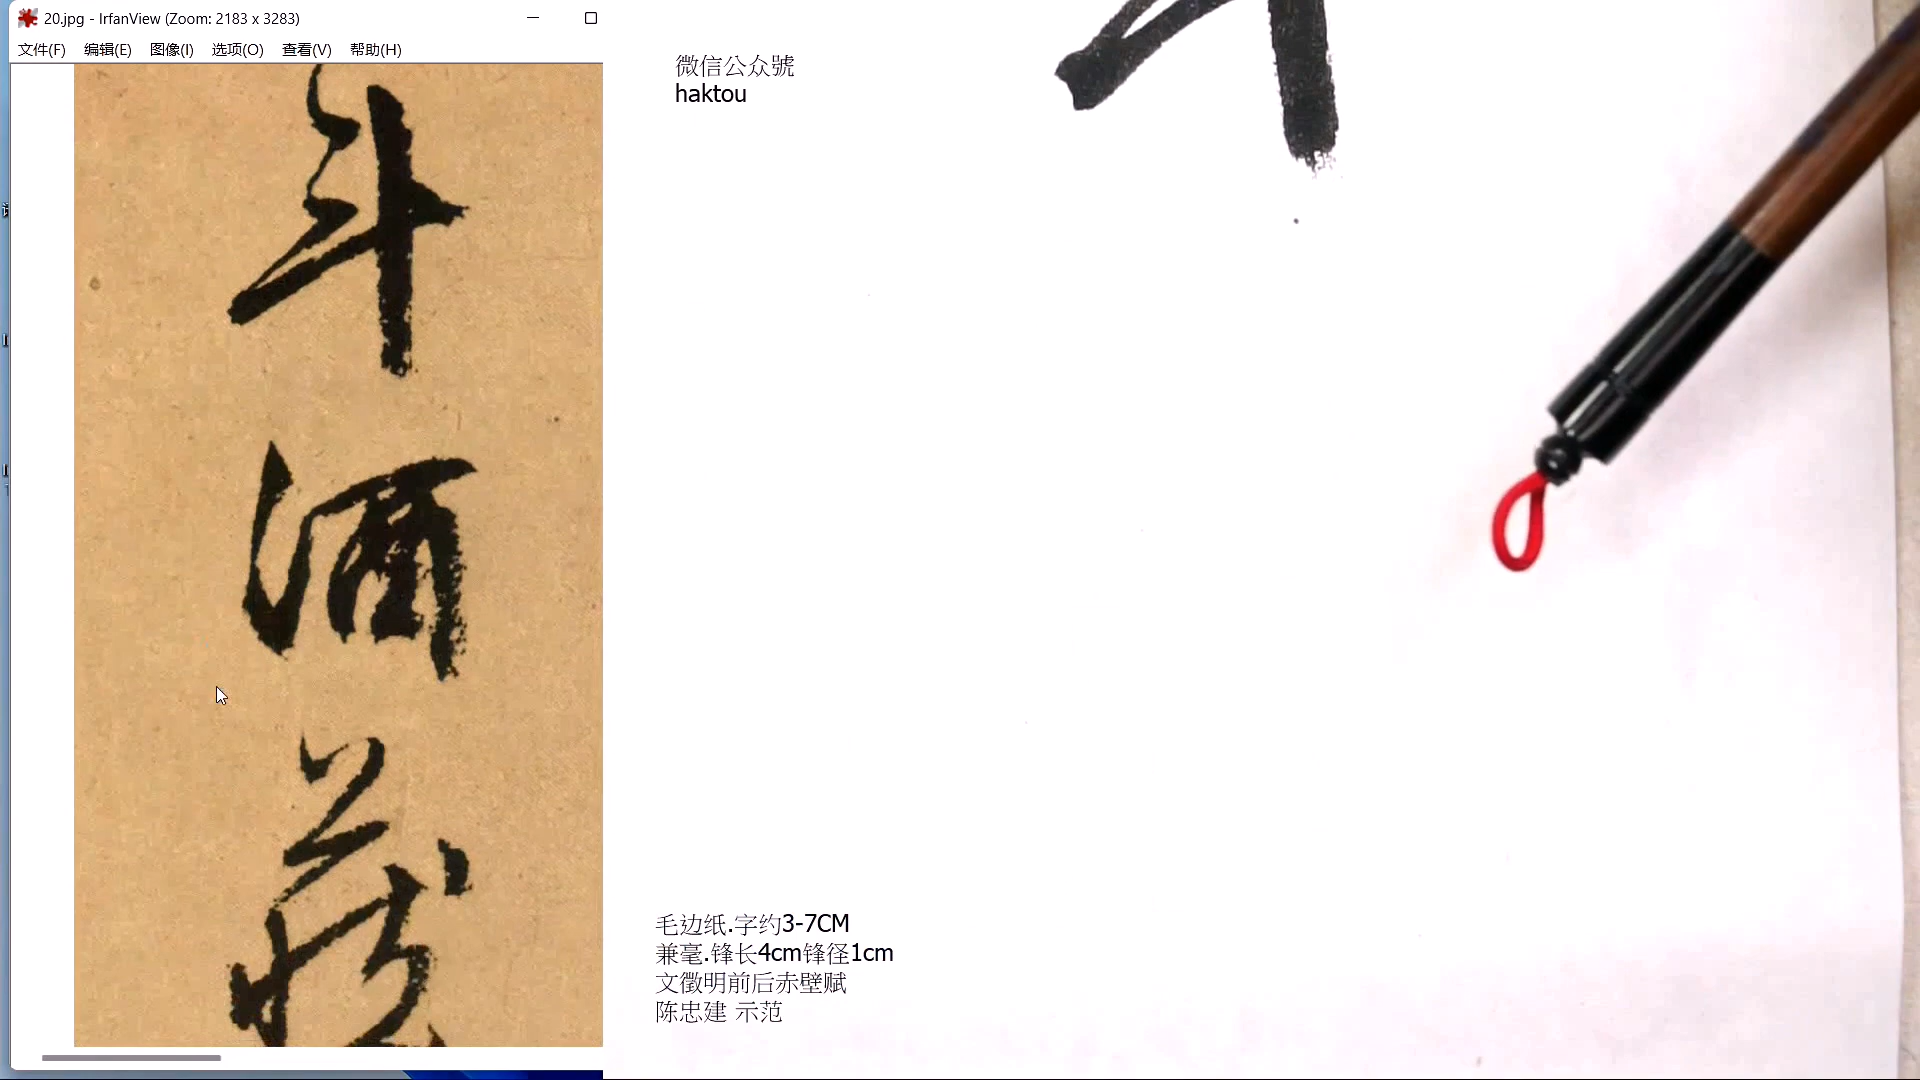 20.jpg - IrfanView (Zoom: 2183 x 3283)
文件(F) 编辑(E) 图像(I) 选项(O) 查看(V) 帮助(H)
斗
酒
藏
微信公众號
haktou
毛边纸.字约3-7CM
兼毫.锋长4cm锋径1cm
文徵明前后赤壁赋
陈忠建 示范